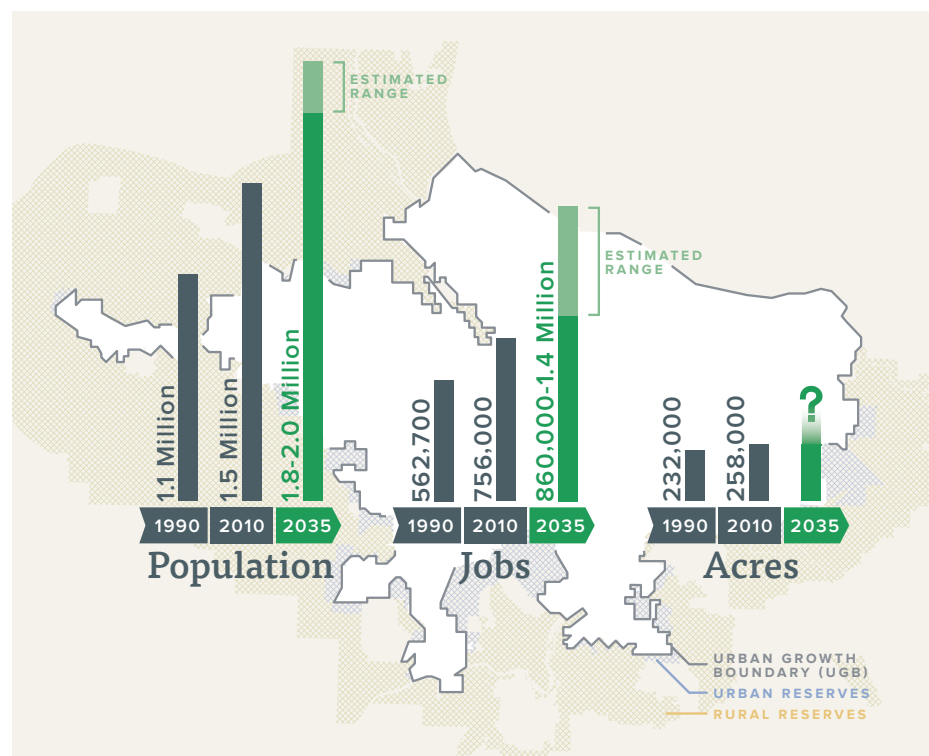 ESTIMATED
RANGE
ESTIMATED
RANGE
1.1 Million
1.5 Million
1.8-2.0 Million
562,700
756,000
860,000-1.4 Million
232,000
258,000
?
1990 2010 2035
1990 2010 2035
1990 2010 2035
Population
Jobs
Acres
URBAN GROWTH
BOUNDARY (UGB)
URBAN RESERVES
RURAL RESERVES